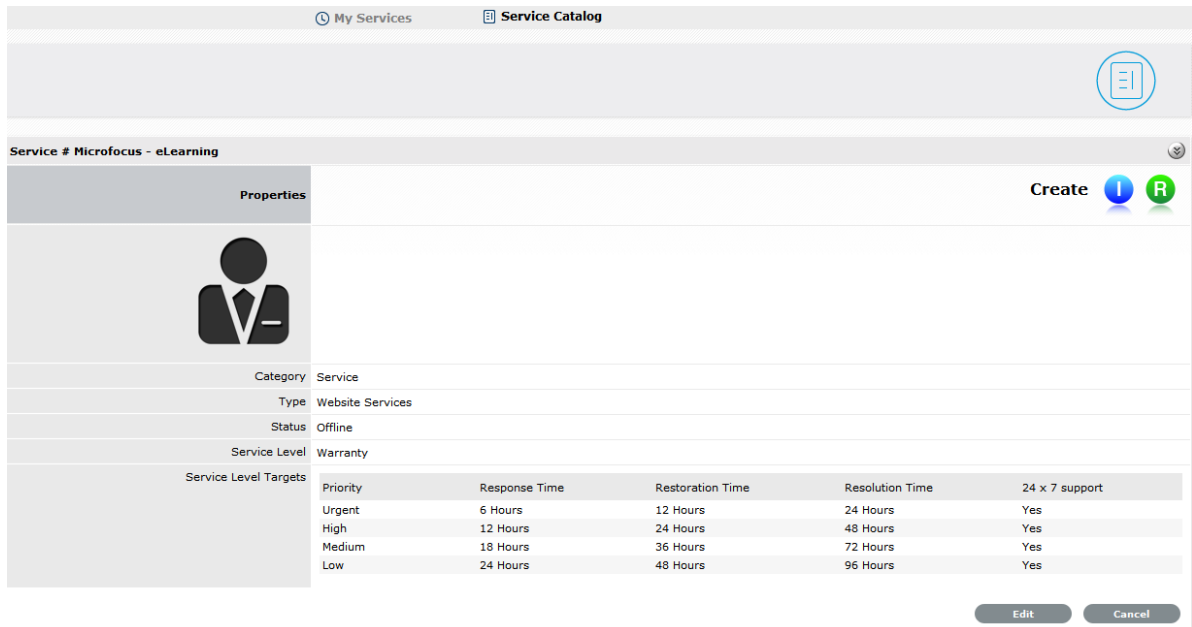 My Services Service Catalog
Service # Microfocus - eLearning
Properties Create I R
Category Service
Type Website Services
Status Offline
Service Level Warranty
Service Level Targets
Priority Response Time Restoration Time Resolution Time 24 x 7 support
Urgent 6 Hours 12 Hours 24 Hours Yes
High 12 Hours 24 Hours 48 Hours Yes
Medium 18 Hours 36 Hours 72 Hours Yes
Low 24 Hours 48 Hours 96 Hours Yes
Edit Cancel